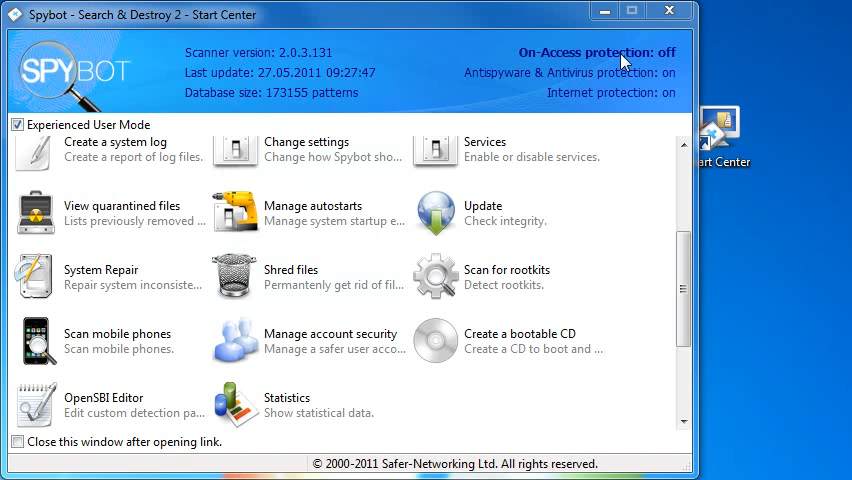 Spybot - Search & Destroy 2 - Start Center
SPYBOT
Scanner version: 2.0.3.131
Last update: 27.05.2011 09:27:47
Database size: 173155 patterns
On-Access protection: off
Antispyware & Antivirus protection: on
Internet protection: on
Experienced User Mode
Create a system log
Create a report of log files.
Change settings
Change how Spybot sho...
Services
Enable or disable services.
View quarantined files
Lists previously removed ...
Manage autostarts
Manage system startup e...
Update
Check integrity.
System Repair
Repair system inconsiste...
Shred files
Permantenly get rid of fil...
Scan for rootkits
Detect rootkits.
Scan mobile phones
Scan mobile phones.
Manage account security
Manage a safer user acco...
Create a bootable CD
Create a CD to boot and ...
OpenSBI Editor
Edit custom detection pa...
Statistics
Show statistical data.
Close this window after opening link.
© 2000-2011 Safer-Networking Ltd. All rights reserved.
art Center